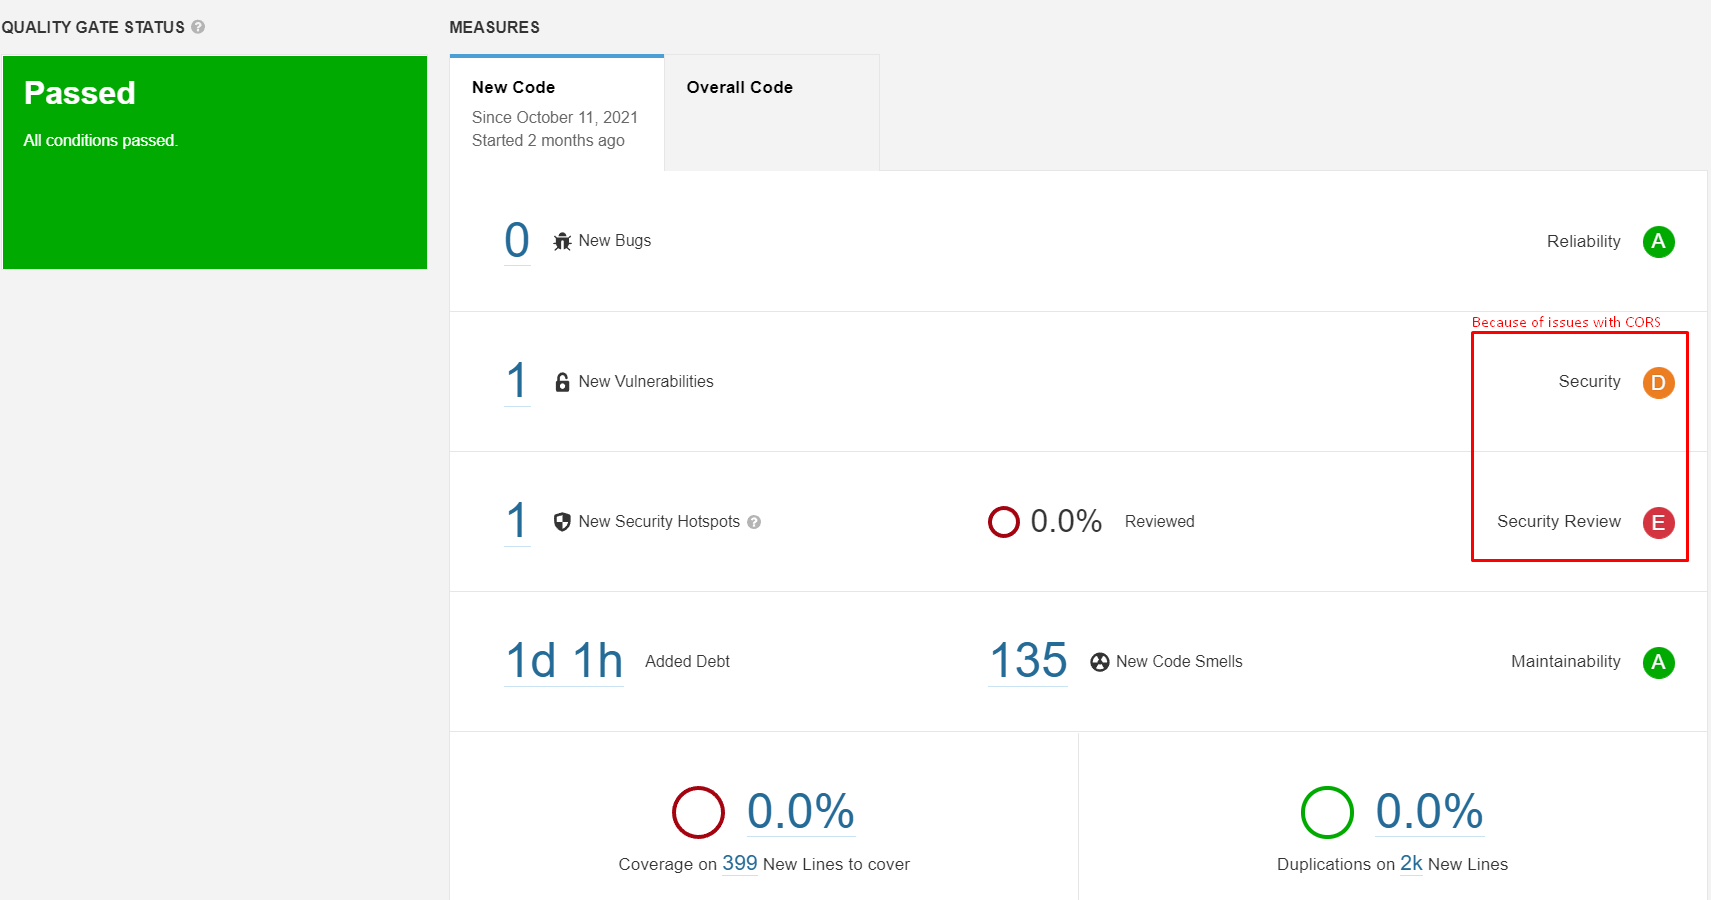 QUALITY GATE STATUS ?
MEASURES
Passed
All conditions passed.
New Code
Since October 11, 2021
Started 2 months ago
Overall Code
0 New Bugs
Reliability A
Because of issues with CORS
1 New Vulnerabilities
Security D
1 New Security Hotspots ?
0.0% Reviewed
Security Review E
1d 1h Added Debt
135 New Code Smells
Maintainability A
0.0%
Coverage on 399 New Lines to cover
0.0%
Duplications on 2k New Lines